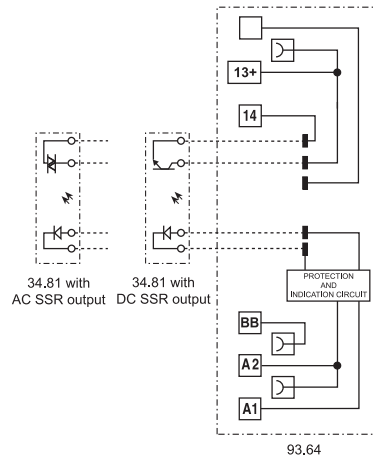 13+
14
34.81 with
AC SSR output
34.81 with
DC SSR output
PROTECTION
AND
INDICATION CIRCUIT
BB
A2
A1
93.64